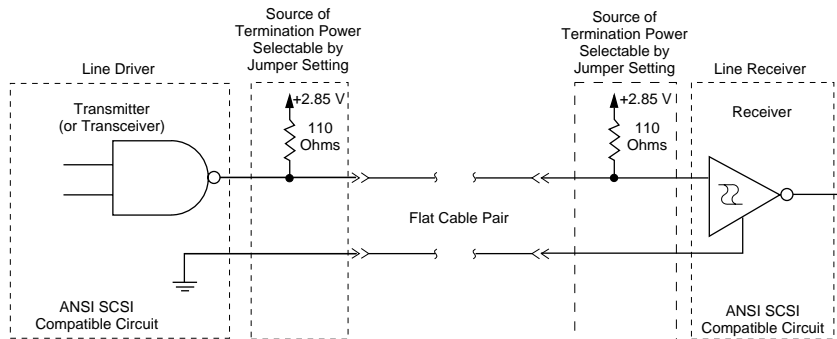 Source of
Termination Power
Selectable by
Jumper Setting
Source of
Termination Power
Selectable by
Jumper Setting
Line Driver
Line Receiver
Transmitter
(or Transceiver)
+2.85 V
110
Ohms
+2.85 V
110
Ohms
Receiver
Flat Cable Pair
ANSI SCSI
Compatible Circuit
ANSI SCSI
Compatible Circuit